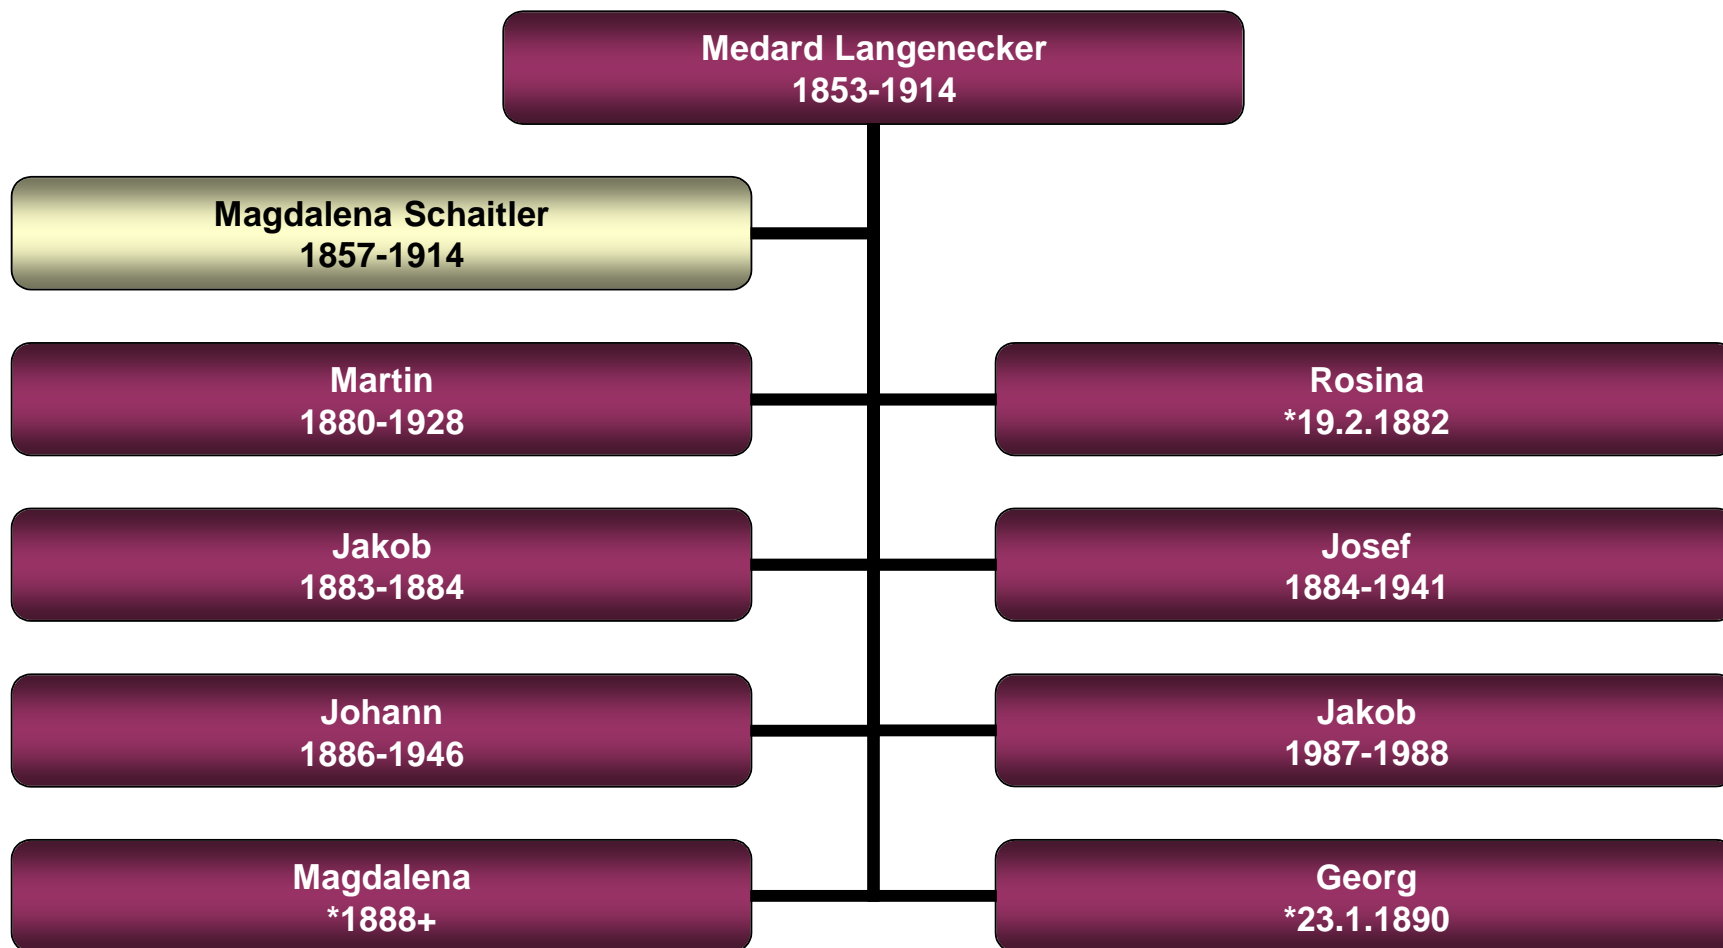 Medard Langenecker
1853-1914
Magdalena Schaitler
1857-1914
Martin
1880-1928
Rosina
*19.2.1882
Jakob
1883-1884
Josef
1884-1941
Johann
1886-1946
Jakob
1987-1988
Magdalena
*1888+
Georg
*23.1.1890